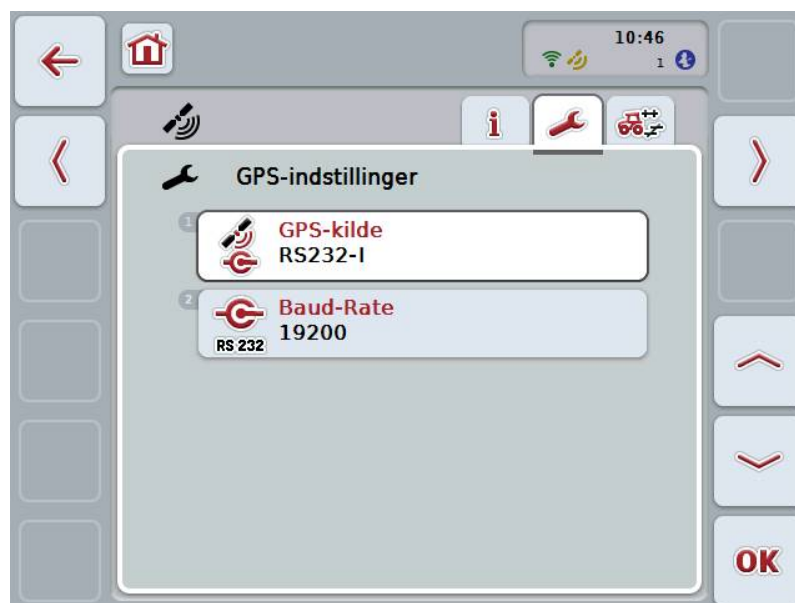 10:46
1
i
GPS-indstillinger
1
GPS-kilde
RS232-I
2
Baud-Rate
19200
RS 232
OK